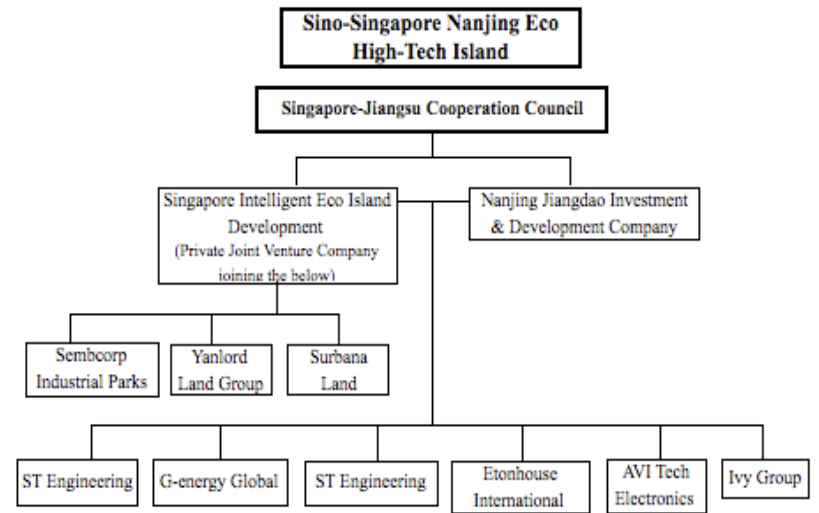 Sino-Singapore Nanjing Eco
High-Tech Island
Singapore-Jiangsu Cooperation Council
Singapore Intelligent Eco Island
Development
(Private Joint Venture Company
joining the below)
Nanjing Jiangdao Investment
& Development Company
Sembcorp
Industrial Parks
Yanlord
Land Group
Surbana
Land
ST Engineering
G-energy Global
ST Engineering
Etonhouse
International
AVI Tech
Electronics
Ivy Group